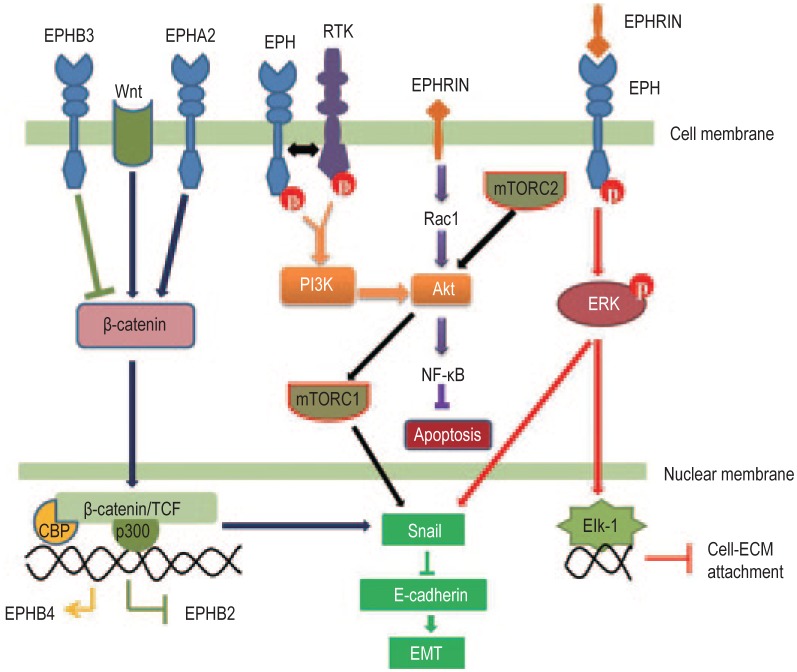 EPHB3
EPHA2
EPH
RTK
EPHRIN
Wnt
EPHRIN
EPH
Cell membrane
p
p
p
mTORC2
Rac1
PI3K
Akt
ERK
p
β-catenin
NF-κB
mTORC1
Apoptosis
Nuclear membrane
β-catenin/TCF
CBP
p300
Snail
Elk-1
Cell-ECM
attachment
E-cadherin
EPHB4
EPHB2
EMT